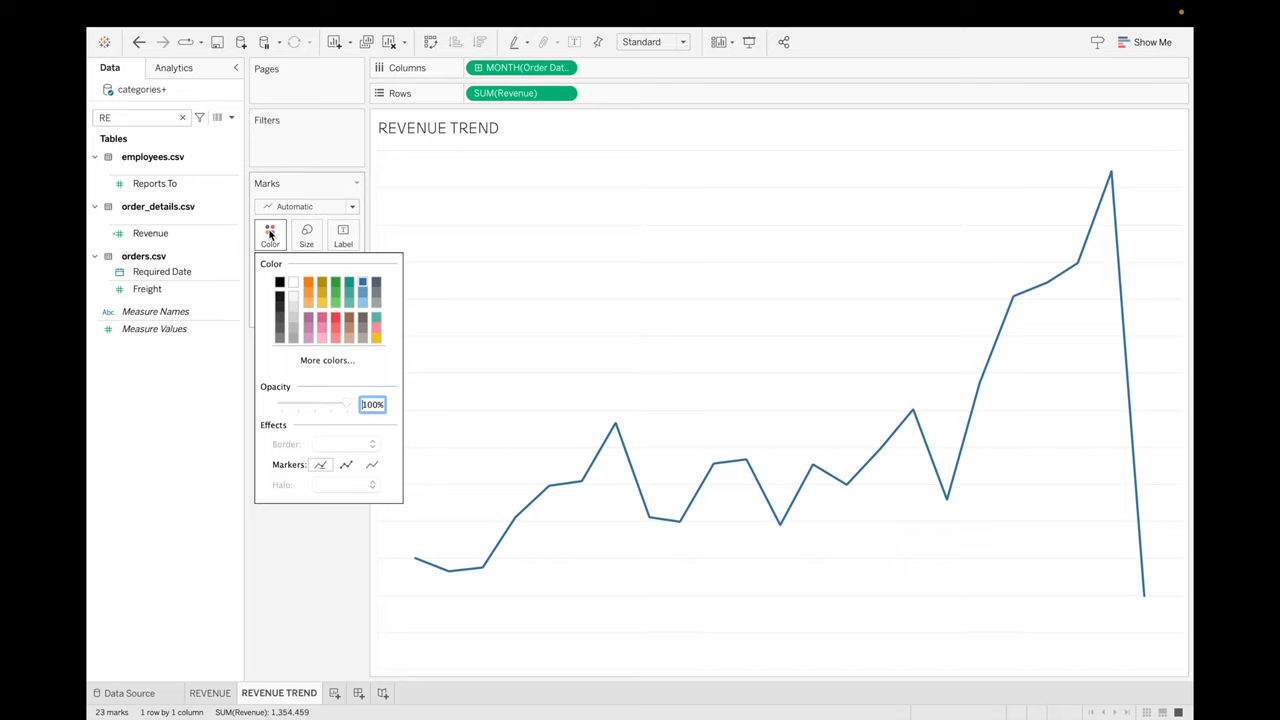 Standard
Show Me
Data
Analytics
categories+
RE
Tables
employees.csv
Reports To
order_details.csv
Revenue
orders.csv
Required Date
Freight
Abc Measure Names
Measure Values
Pages
Filters
Marks
Automatic
Color
Size
Label
Color
More colors...
Opacity
100%
Effects
Border:
Markers:
Halo:
Columns
MONTH(Order Dat..
Rows
SUM(Revenue)
REVENUE TREND
Data Source
REVENUE
REVENUE TREND
23 marks
1 row by 1 column
SUM(Revenue): 1,354,459